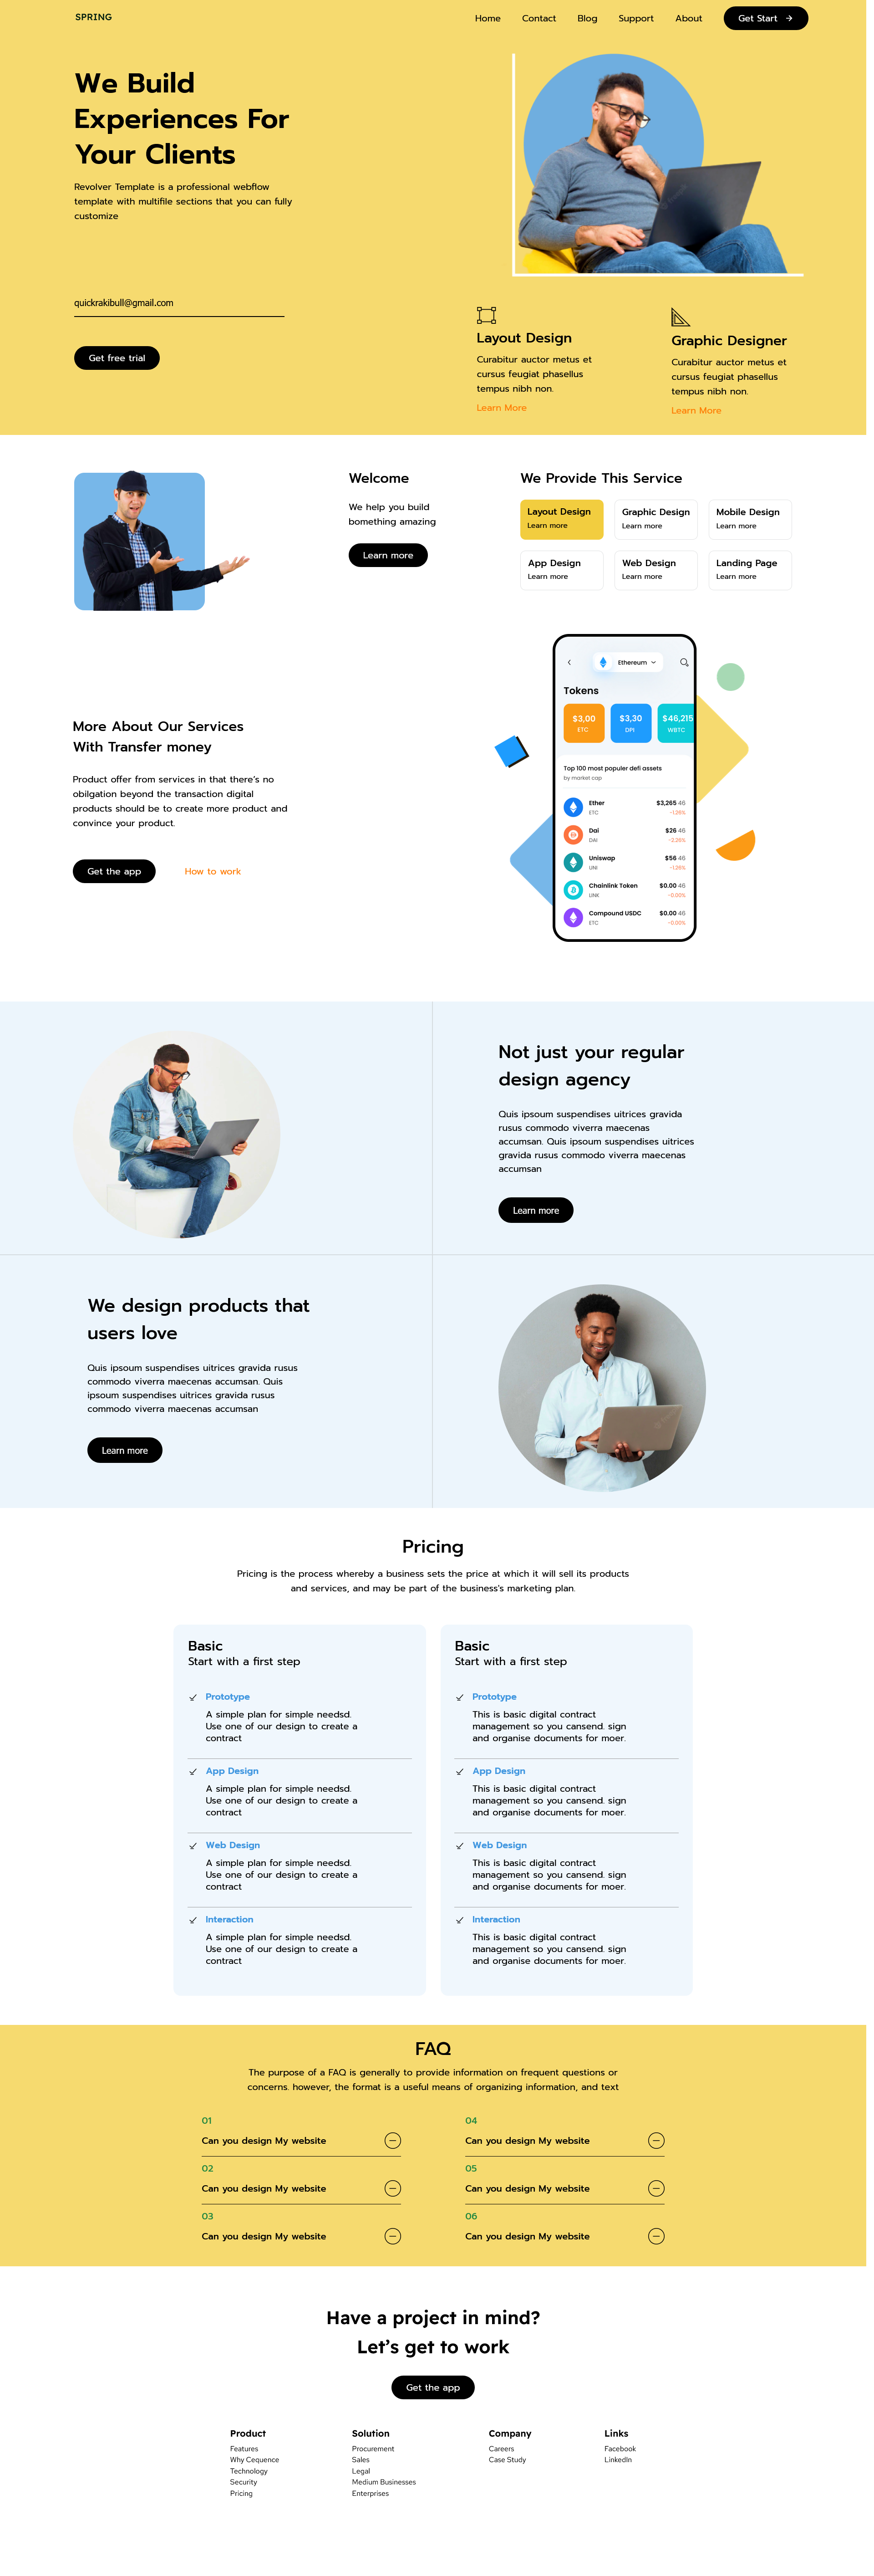 SPRING
Home
Contact
Blog
Support
About
Get Start
We Build
Experiences For
Your Clients
Revolver Template is a professional webflow
template with multifile sections that you can fully
customize
quickrakibull@gmail.com
Get free trial
Layout Design
Curabitur auctor metus et
cursus feugiat phasellus
tempus nibh non.
Learn More
Graphic Designer
Curabitur auctor metus et
cursus feugiat phasellus
tempus nibh non.
Learn More
Welcome
We help you build
bomething amazing
Learn more
We Provide This Service
Layout Design
Learn more
Graphic Design
Learn more
Mobile Design
Learn more
App Design
Learn more
Web Design
Learn more
Landing Page
Learn more
More About Our Services
With Transfer money
Product offer from services in that there's no
obilgation beyond the transaction digital
products should be to create more product and
convince your product.
Get the app
How to work
Ethereum
Tokens
$3,00
ETC
$3,30
DPI
$46,215
WBTC
Top 100 most populer defi assets
by market cap
Ether
$3,265 46
ETC
-1.26%
Dai
$26 46
DAI
-2.26%
Uniswap
$56 46
UNI
-1.26%
Chainlink Token
$0.00 46
LINK
-0.00%
Compound USDC
$0.00 46
ETC
-0.00%
Not just your regular
design agency
Quis ipsoum suspendises uitrices gravida
rusus commodo viverra maecenas
accumsan. Quis ipsoum suspendises uitrices
gravida rusus commodo viverra maecenas
accumsan
Learn more
We design products that
users love
Quis ipsoum suspendises uitrices gravida rusus
commodo viverra maecenas accumsan. Quis
ipsoum suspendises uitrices gravida rusus
commodo viverra maecenas accumsan
Learn more
Pricing
Pricing is the process whereby a business sets the price at which it will sell its products
and services, and may be part of the business's marketing plan.
Basic
Start with a first step
Prototype
A simple plan for simple needsd.
Use one of our design to create a
contract
App Design
A simple plan for simple needsd.
Use one of our design to create a
contract
Web Design
A simple plan for simple needsd.
Use one of our design to create a
contract
Interaction
A simple plan for simple needsd.
Use one of our design to create a
contract
Basic
Start with a first step
Prototype
This is basic digital contract
management so you cansend. sign
and organise documents for moer.
App Design
This is basic digital contract
management so you cansend. sign
and organise documents for moer.
Web Design
This is basic digital contract
management so you cansend. sign
and organise documents for moer.
Interaction
This is basic digital contract
management so you cansend. sign
and organise documents for moer.
FAQ
The purpose of a FAQ is generally to provide information on frequent questions or
concerns. however, the format is a useful means of organizing information, and text
01
Can you design My website
02
Can you design My website
03
Can you design My website
04
Can you design My website
05
Can you design My website
06
Can you design My website
Have a project in mind?
Let's get to work
Get the app
Product
Features
Why Cequence
Technology
Security
Pricing
Solution
Procurement
Sales
Legal
Medium Businesses
Enterprises
Company
Careers
Case Study
Links
Facebook
LinkedIn